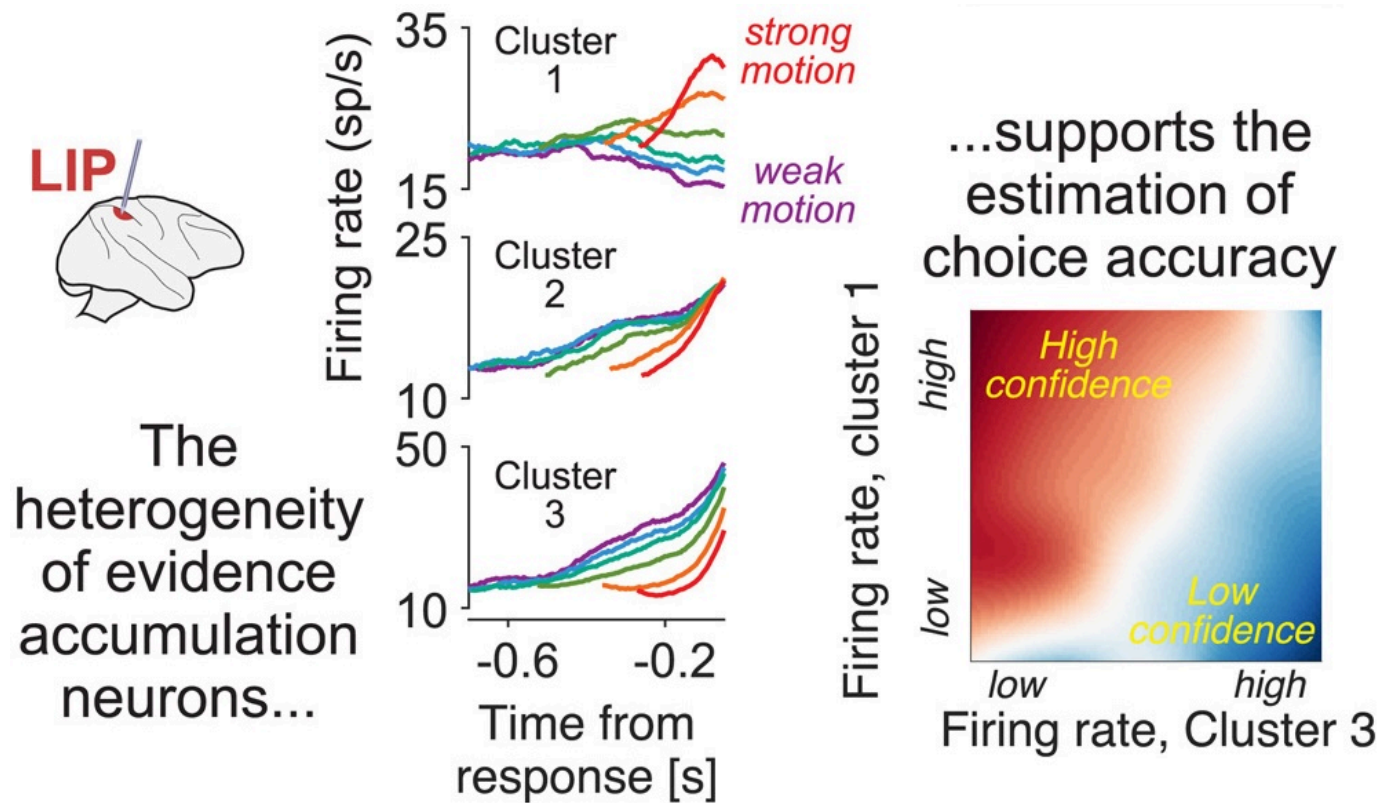 LIP
The
heterogeneity
of evidence
accumulation
neurons...
Firing rate (sp/s)
35
Cluster
1
15
strong
motion
weak
motion
25
Cluster
2
10
50
Cluster
3
10
-0.6
-0.2
Time from
response [s]
...supports the
estimation of
choice accuracy
Firing rate, cluster 1
high
low
High
confidence
Low
confidence
low
high
Firing rate, Cluster 3